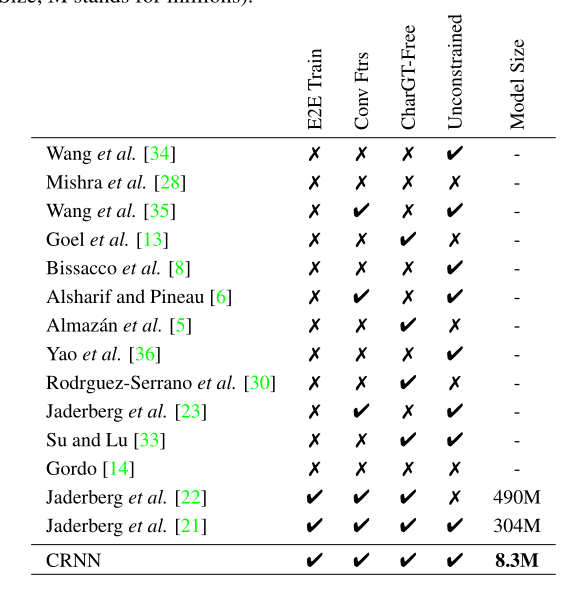 Size, M stands for millions).
E2E Train Conv Ftrs CharGT-Free Unconstrained Model Size
Wang et al. [34] ✗ ✗ ✗ ✔ -
Mishra et al. [28] ✗ ✗ ✗ ✗ -
Wang et al. [35] ✗ ✔ ✗ ✔ -
Goel et al. [13] ✗ ✗ ✔ ✗ -
Bissacco et al. [8] ✗ ✗ ✗ ✔ -
Alsharif and Pineau [6] ✗ ✔ ✗ ✔ -
Almazán et al. [5] ✗ ✗ ✔ ✗ -
Yao et al. [36] ✗ ✗ ✗ ✔ -
Rodrguez-Serrano et al. [30] ✗ ✗ ✔ ✗ -
Jaderberg et al. [23] ✗ ✔ ✗ ✔ -
Su and Lu [33] ✗ ✗ ✔ ✔ -
Gordo [14] ✗ ✗ ✗ ✗ -
Jaderberg et al. [22] ✔ ✔ ✔ ✗ 490M
Jaderberg et al. [21] ✔ ✔ ✔ ✔ 304M
CRNN ✔ ✔ ✔ ✔ 8.3M